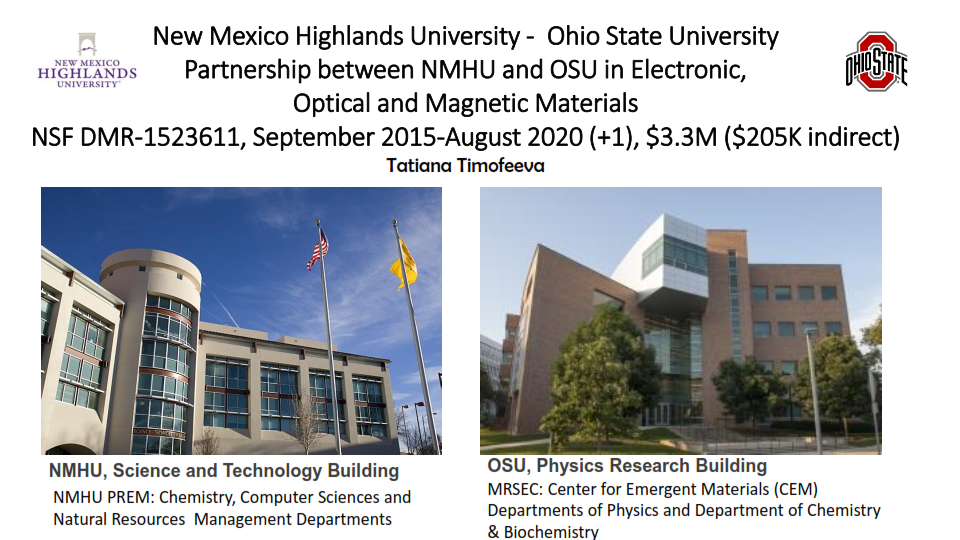 New Mexico Highlands University - Ohio State University
Partnership between NMHU and OSU in Electronic,
Optical and Magnetic Materials
NSF DMR-1523611, September 2015-August 2020 (+1), $3.3M ($205K indirect)
Tatiana Timofeeva
NEW MEXICO
HIGHLANDS
UNIVERSITY
OHIO STATE
NMHU, Science and Technology Building
NMHU PREM: Chemistry, Computer Sciences and
Natural Resources Management Departments
OSU, Physics Research Building
MRSEC: Center for Emergent Materials (CEM)
Departments of Physics and Department of Chemistry
& Biochemistry